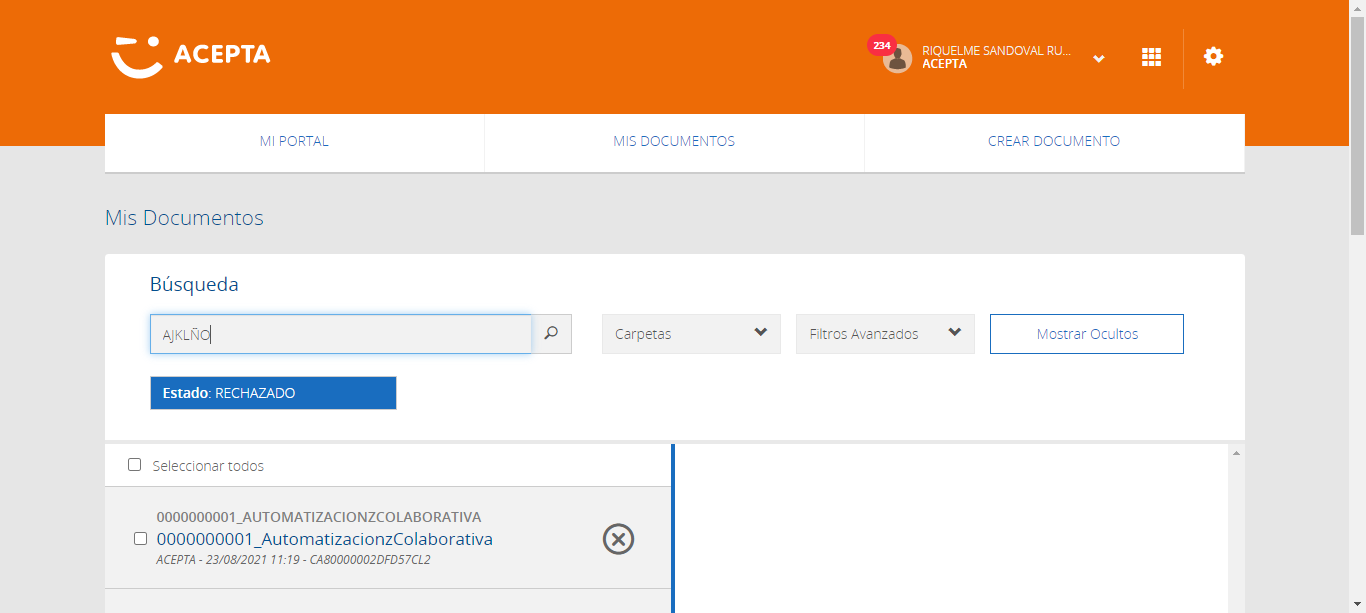 ACEPTA
234
RIQUELME SANDOVAL RU...
ACEPTA
MI PORTAL
MIS DOCUMENTOS
CREAR DOCUMENTO
Mis Documentos
Búsqueda
AJKLÑO
Carpetas
Filtros Avanzados
Mostrar Ocultos
Estado: RECHAZADO
Seleccionar todos
0000000001_AUTOMATIZACIONZCOLABORATIVA
0000000001_AutomatizacionzColaborativa
ACEPTA - 23/08/2021 11:19 - CA80000002DFD57CL2